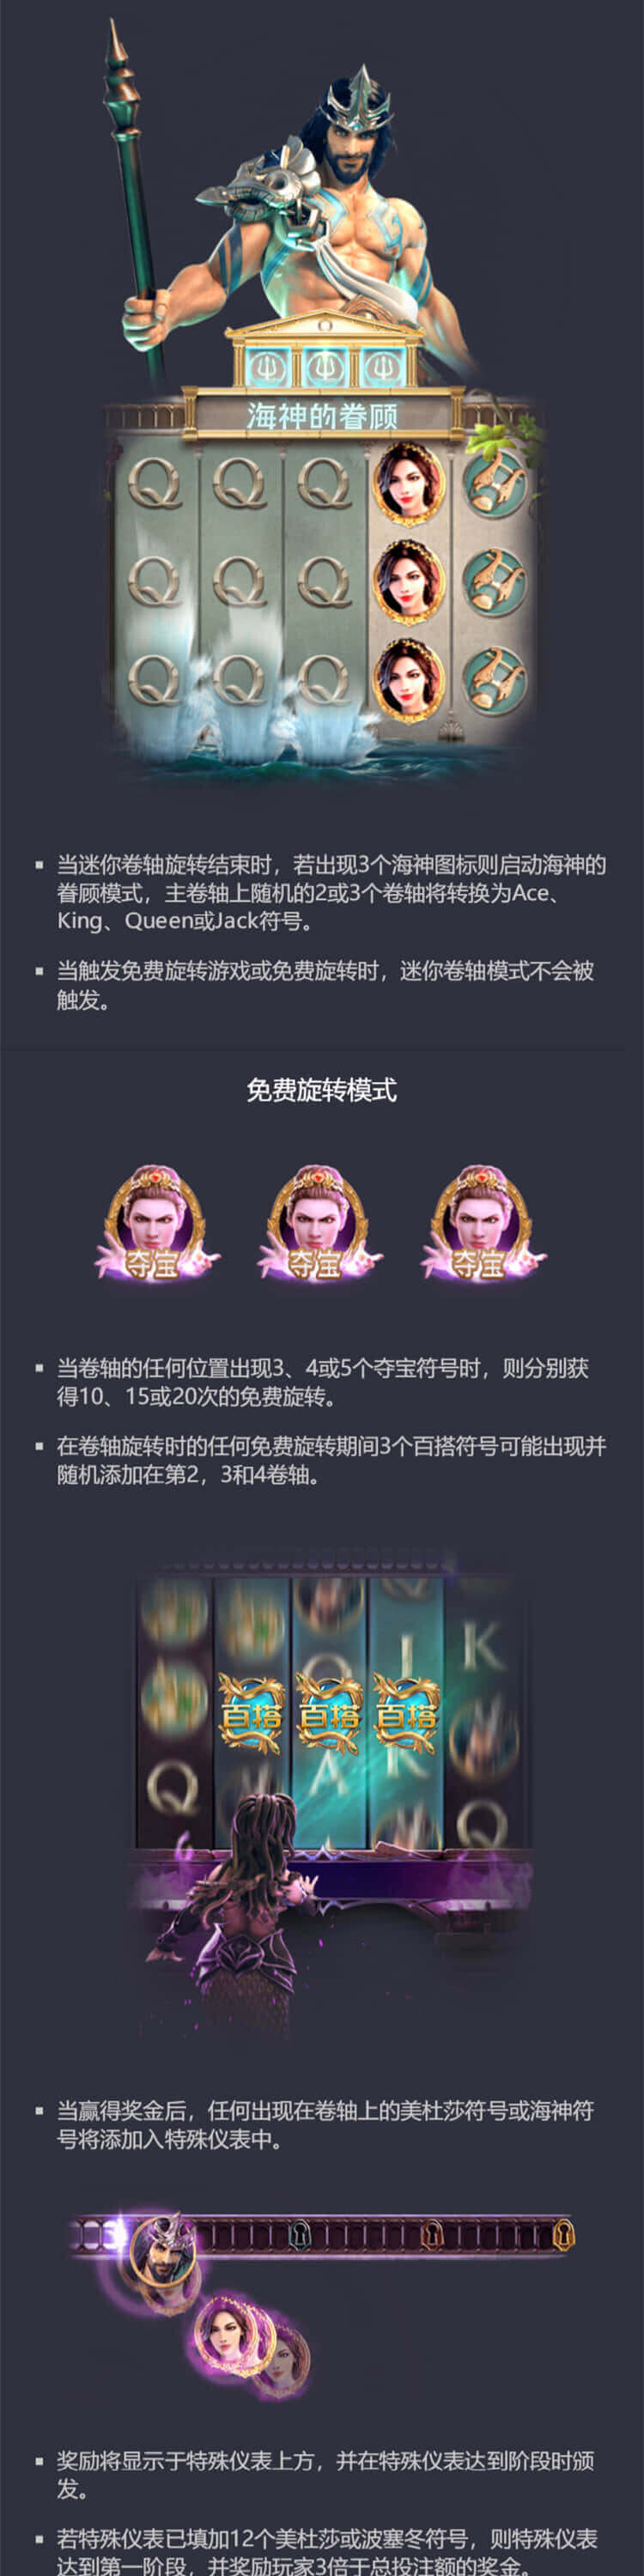 海神的眷顾
Q Q Q
Q Q Q
Q Q Q
当迷你卷轴旋转结束时，若出现3个海神图标则启动海神的
眷顾模式，主卷轴上随机的2或3个卷轴将转换为Ace、
King、Queen或Jack符号。
当触发免费旋转游戏或免费旋转时，迷你卷轴模式不会被
触发。
免费旋转模式
夺宝 夺宝 夺宝
当卷轴的任何位置出现3、4或5个夺宝符号时，则分别获
得10、15或20次的免费旋转。
在卷轴旋转时的任何免费旋转期间3个百搭符号可能出现并
随机添加在第2，3和4卷轴。
J K
百搭 百搭 百搭
Q A K Q
当赢得奖金后，任何出现在卷轴上的美杜莎符号或海神符
号将添加入特殊仪表中。
奖励将显示于特殊仪表上方，并在特殊仪表达到阶段时颁
发。
若特殊仪表已填加12个美杜莎或波塞冬符号，则特殊仪表
达到第一阶段，并奖励玩家3倍于总投注额的奖金。